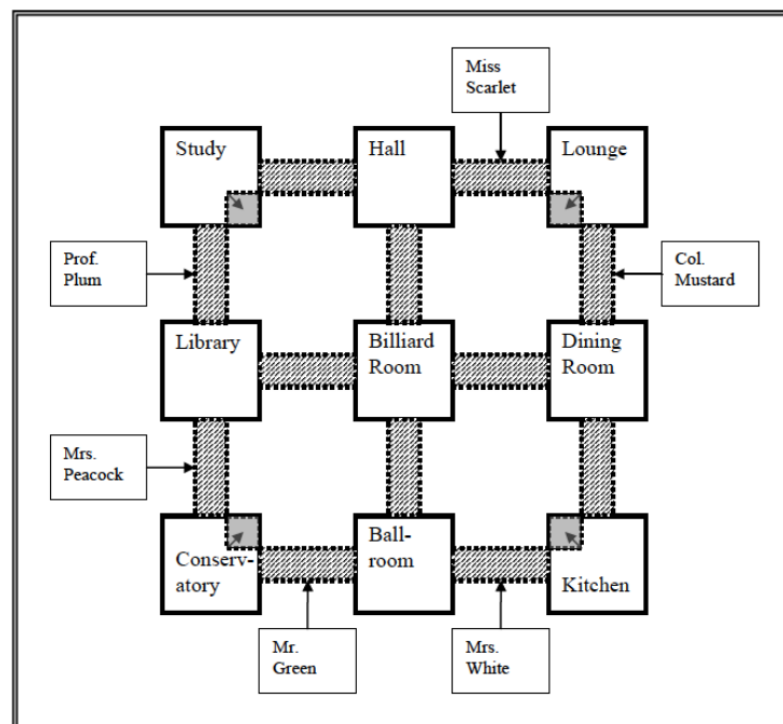 Miss
Scarlet
Study
Hall
Lounge
Prof.
Plum
Col.
Mustard
Library
Billiard
Room
Dining
Room
Mrs.
Peacock
Conserv-
atory
Ball-
room
Kitchen
Mr.
Green
Mrs.
White